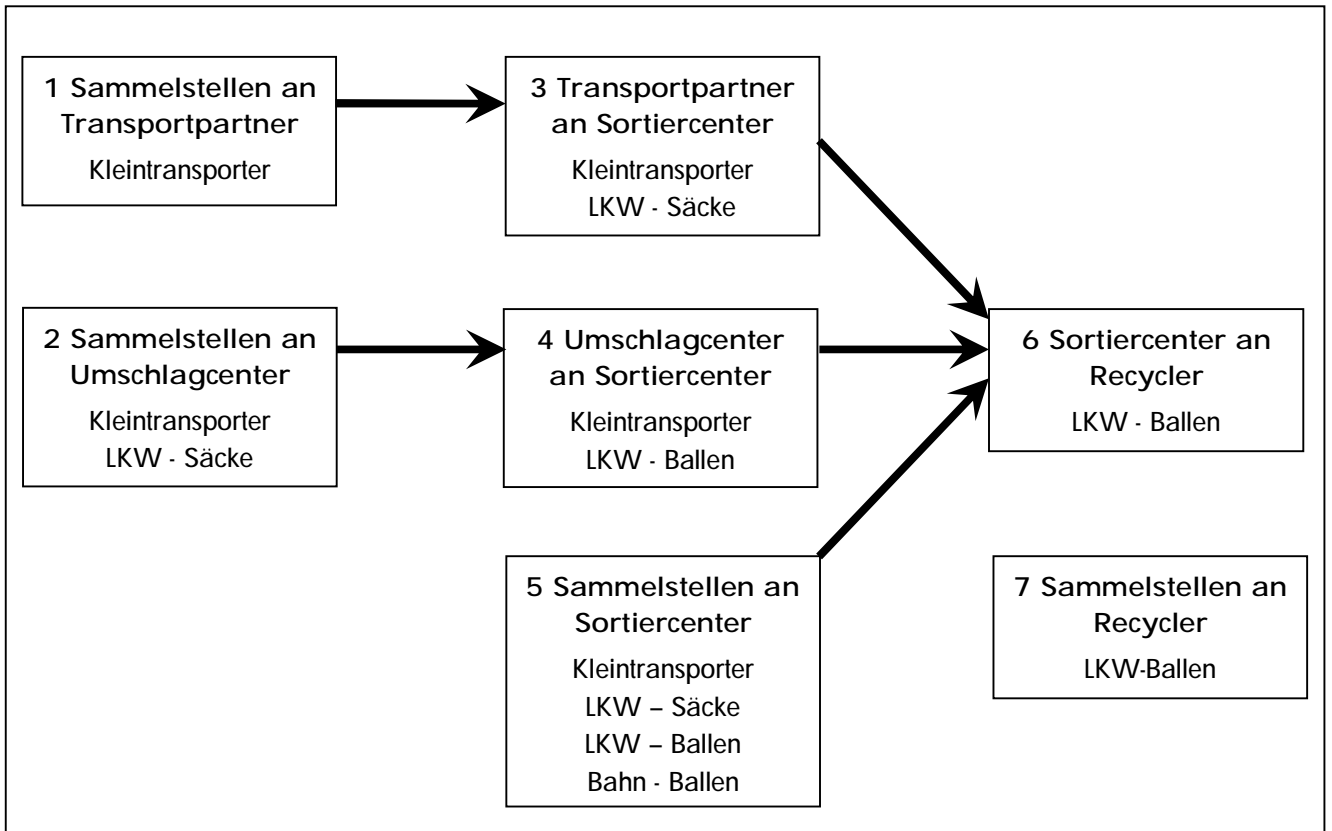 1 Sammelstellen an
Transportpartner
Kleintransporter
3 Transportpartner
an Sortiercenter
Kleintransporter
LKW - Säcke
2 Sammelstellen an
Umschlagcenter
Kleintransporter
LKW - Säcke
4 Umschlagcenter
an Sortiercenter
Kleintransporter
LKW - Ballen
6 Sortiercenter an
Recycler
LKW - Ballen
5 Sammelstellen an
Sortiercenter
Kleintransporter
LKW – Säcke
LKW – Ballen
Bahn - Ballen
7 Sammelstellen an
Recycler
LKW-Ballen